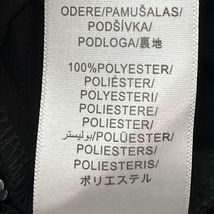 ODERE/PAMUŠALAS/
PODŠÍVKA/
PODLOGA/裏地
100%POLYESTER/
POLIÉSTER/
POLYESTERI/
POLIESTERE/
POLIESTER/
بوليستر/POLÜESTER/
POLIESTERS/
POLIESTERIS/
ポリエステル